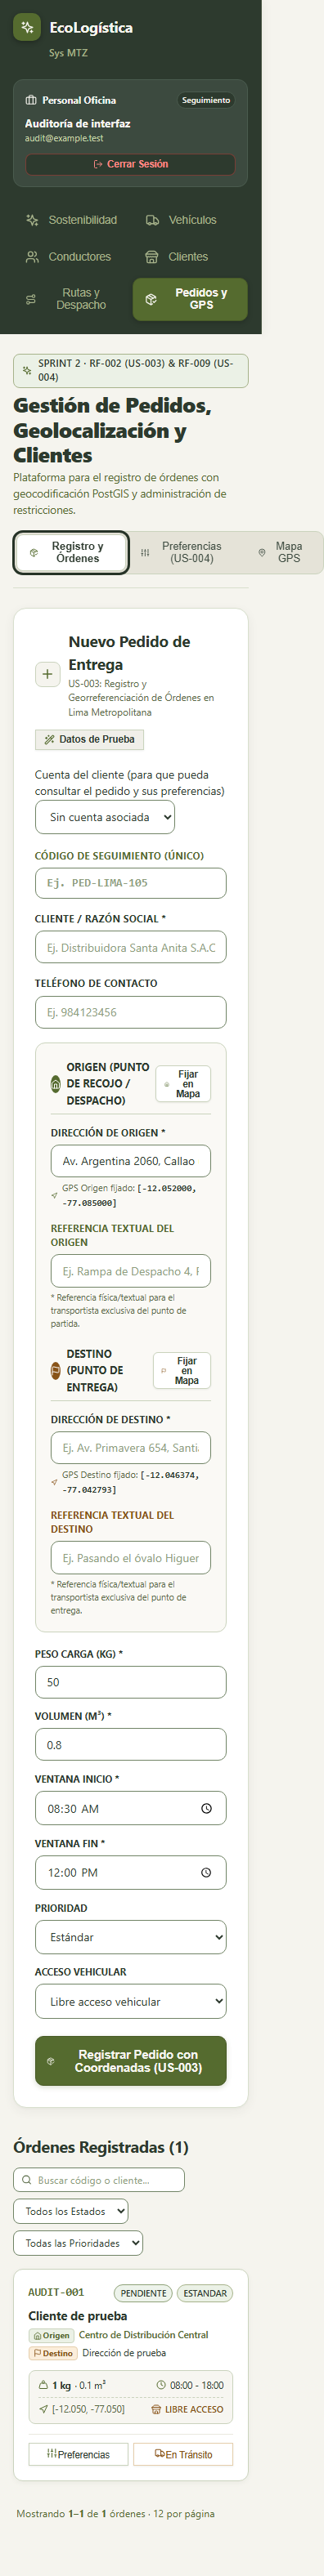 EcoLogística
Sys MTZ
Personal Oficina
Seguimiento
Auditoría de interfaz
audit@example.test
Cerrar Sesión
Sostenibilidad
Vehículos
Conductores
Clientes
Rutas y
Despacho
Pedidos y
GPS
SPRINT 2 · RF-002 (US-003) & RF-009 (US-
004)
Gestión de Pedidos,
Geolocalización y
Clientes
Plataforma para el registro de órdenes con
geocodificación PostGIS y administración de
restricciones.
Registro y
Órdenes
Preferencias
(US-004)
Mapa
GPS
Nuevo Pedido de
Entrega
US-003: Registro y
Georreferenciación de Órdenes en
Lima Metropolitana
Datos de Prueba
Cuenta del cliente (para que pueda
consultar el pedido y sus preferencias)
Sin cuenta asociada
CÓDIGO DE SEGUIMIENTO (ÚNICO)
Ej. PED-LIMA-105
CLIENTE / RAZÓN SOCIAL *
Ej. Distribuidora Santa Anita S.A.C
TELÉFONO DE CONTACTO
Ej. 984123456
ORIGEN (PUNTO
DE RECOJO /
DESPACHO)
Fijar
en
Mapa
DIRECCIÓN DE ORIGEN *
Av. Argentina 2060, Callao
GPS Origen fijado: [-12.052000,
-77.085000]
REFERENCIA TEXTUAL DEL
ORIGEN
Ej. Rampa de Despacho 4, F
* Referencia física/textual para el
transportista exclusiva del punto de
partida.
DESTINO
(PUNTO DE
ENTREGA)
Fijar
en
Mapa
DIRECCIÓN DE DESTINO *
Ej. Av. Primavera 654, Santi
GPS Destino fijado: [-12.046374,
-77.042793]
REFERENCIA TEXTUAL DEL
DESTINO
Ej. Pasando el óvalo Higuer
* Referencia física/textual para el
transportista exclusiva del punto de
entrega.
PESO CARGA (KG) *
50
VOLUMEN (M³) *
0.8
VENTANA INICIO *
08:30 AM
VENTANA FIN *
12:00 PM
PRIORIDAD
Estándar
ACCESO VEHICULAR
Libre acceso vehicular
Registrar Pedido con
Coordenadas (US-003)
Órdenes Registradas (1)
Buscar código o cliente...
Todos los Estados
Todas las Prioridades
AUDIT-001
PENDIENTE
ESTANDAR
Cliente de prueba
Origen Centro de Distribución Central
Destino Dirección de prueba
1 kg · 0.1 m³
08:00 - 18:00
[-12.050, -77.050]
LIBRE ACCESO
Preferencias
En Tránsito
Mostrando 1–1 de 1 órdenes · 12 por página